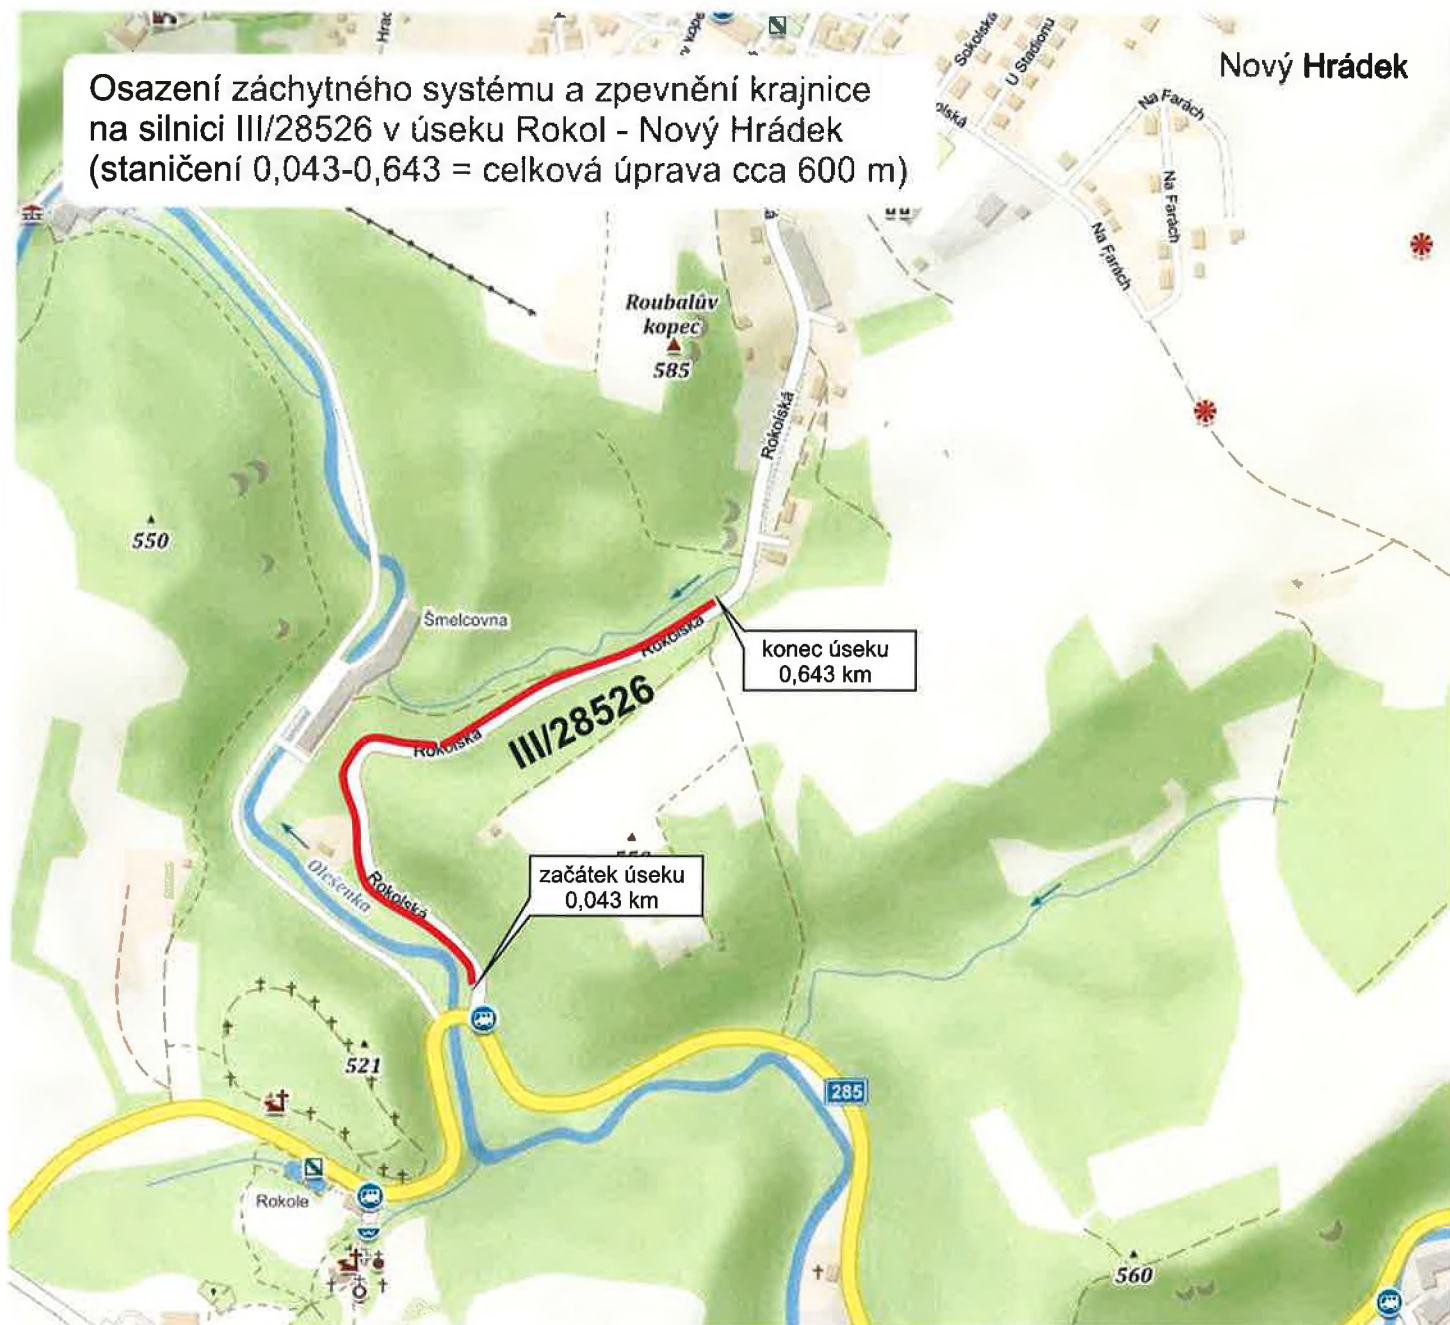 Nový Hrádek
Osazení záchytného systému a zpevnění krajnice
na silnici III/28526 v úseku Rokol - Nový Hrádek
(staničení 0,043-0,643 = celková úprava cca 600 m)
Hrad
Sokolská
U Stadionu
Na Farách
Na Farách
Na Farách
Roubalův
kopec
585
Rokolská
550
Šmelcovna
Rokolská
konec úseku
0,643 km
III/28526
Rokolská
začátek úseku
0,043 km
Olešenka
Rokolská
521
285
Rokole
560